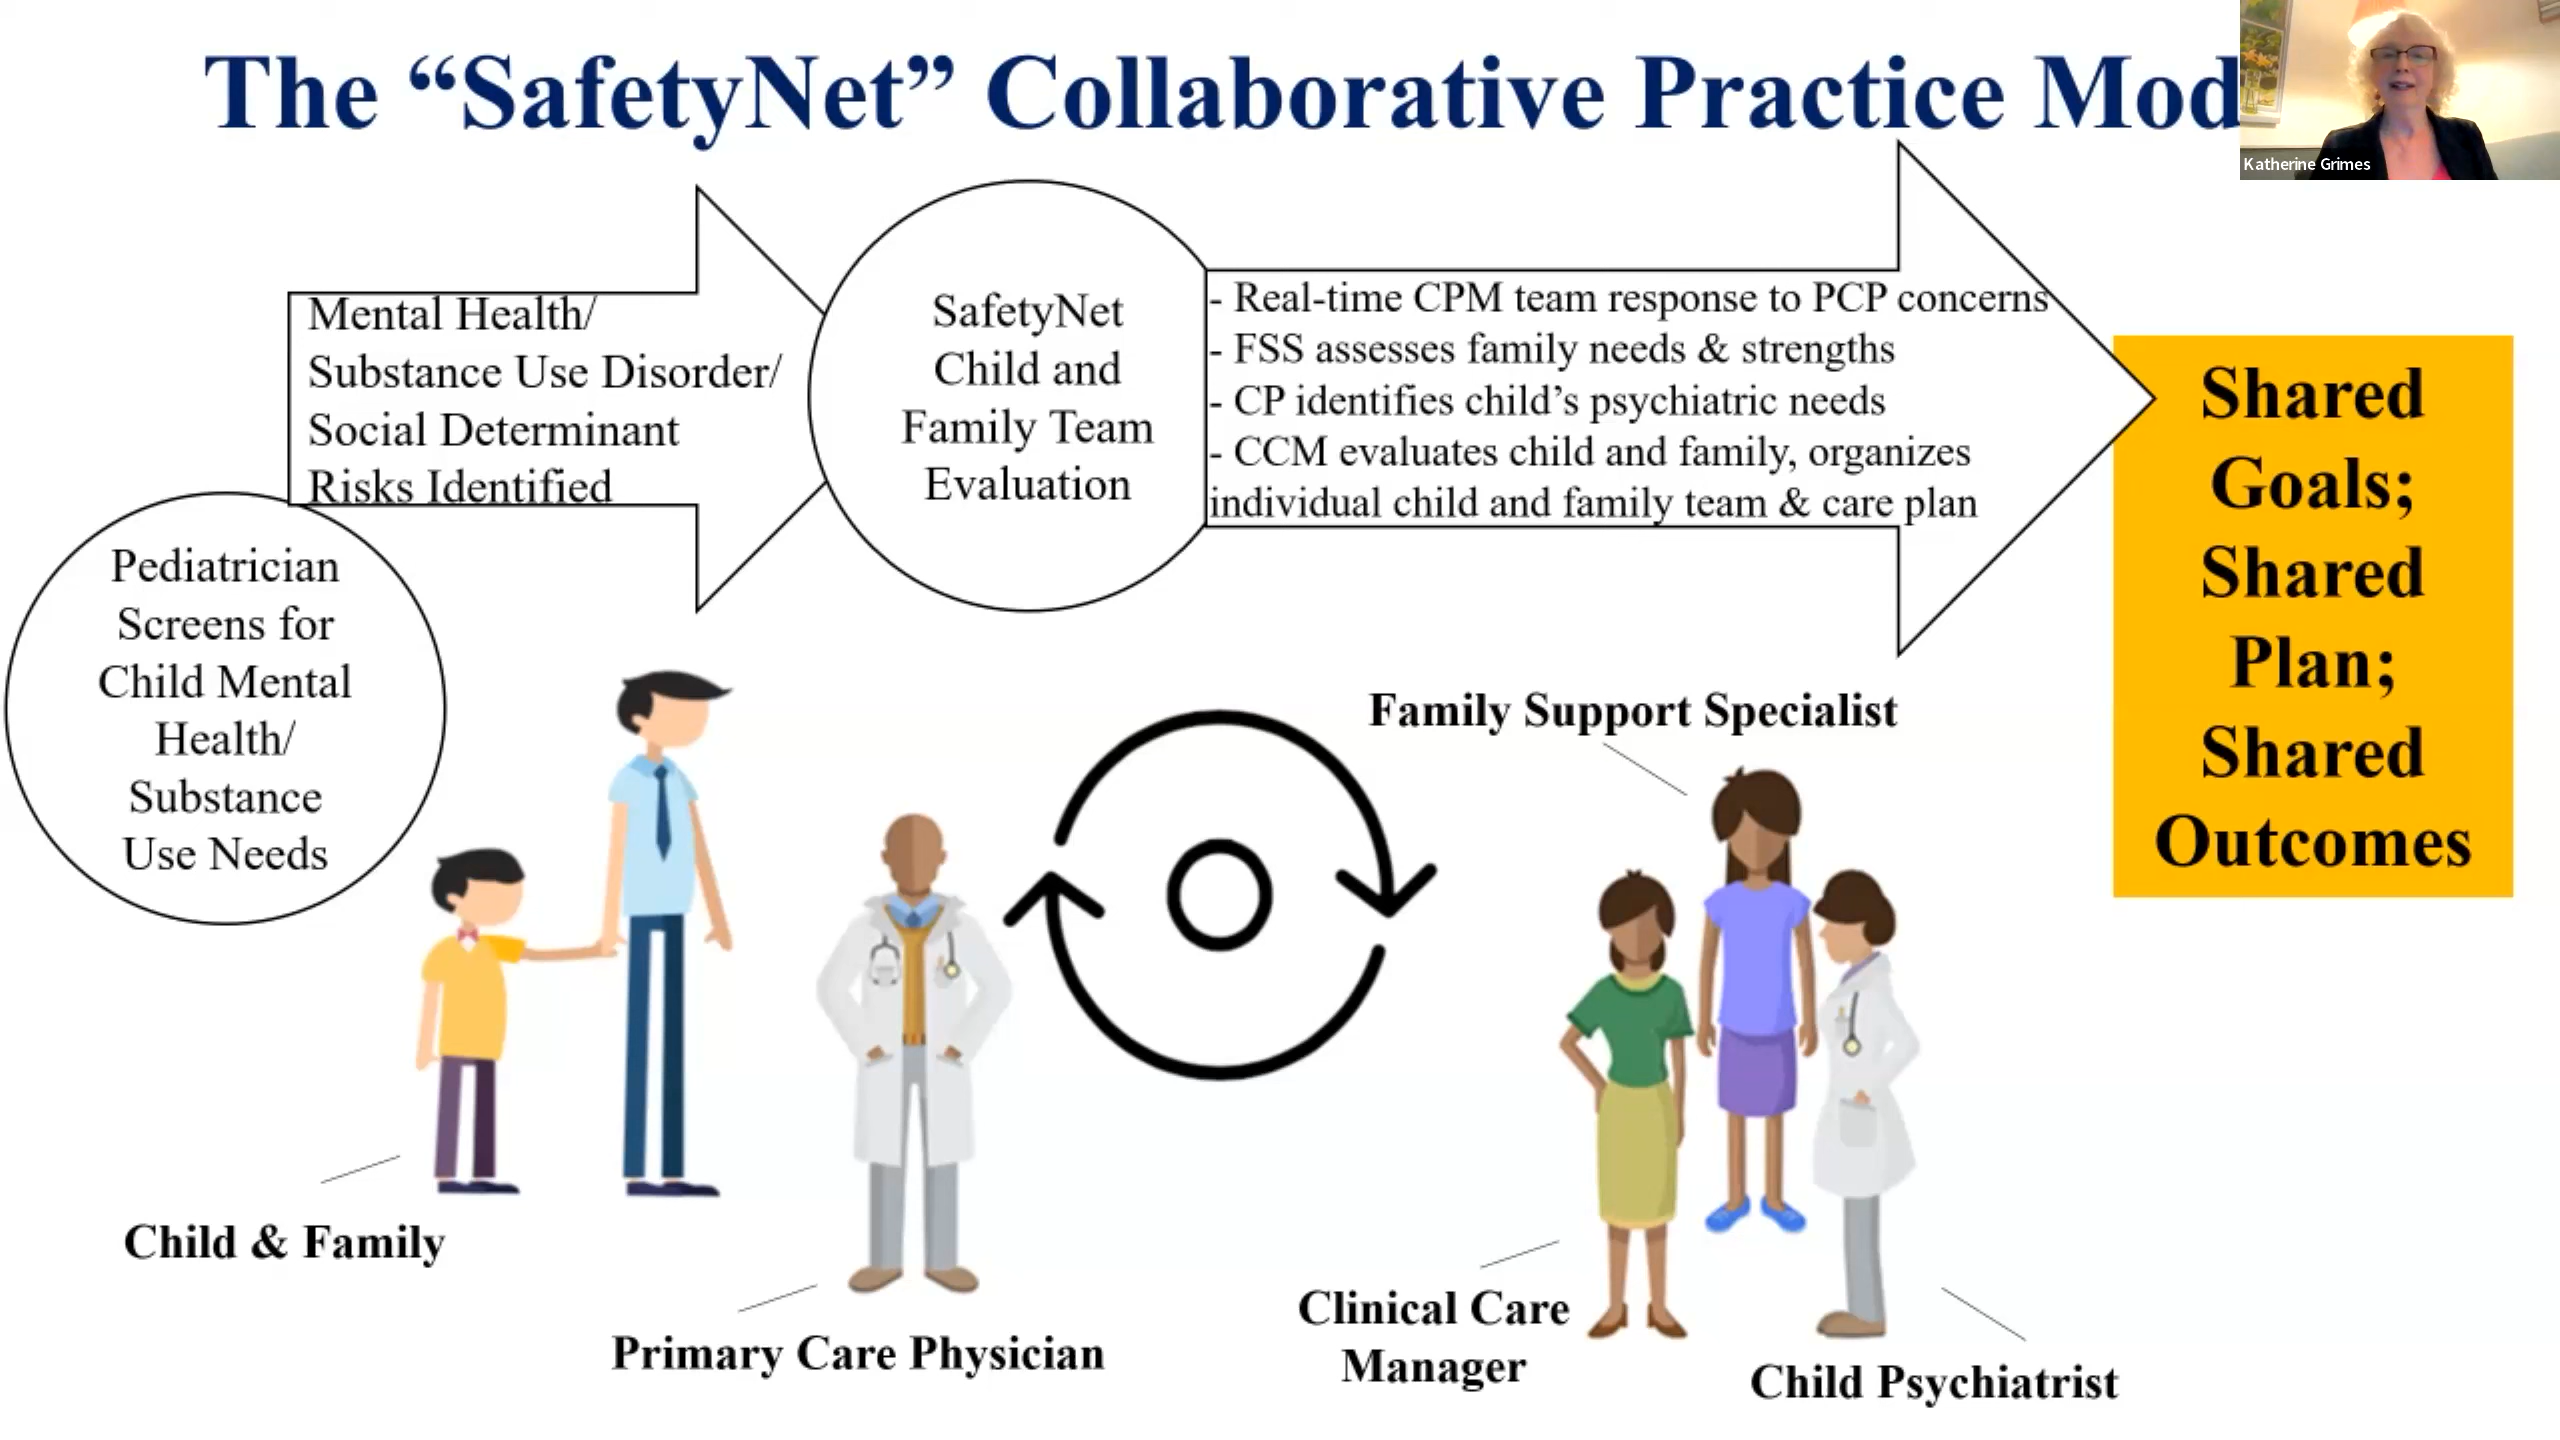 The “SafetyNet” Collaborative Practice Mod
Katherine Grimes
Mental Health/
Substance Use Disorder/
Social Determinant
Risks Identified
SafetyNet
Child and
Family Team
Evaluation
- Real-time CPM team response to PCP concerns
- FSS assesses family needs & strengths
- CP identifies child’s psychiatric needs
- CCM evaluates child and family, organizes
individual child and family team & care plan
Shared
Goals;
Shared
Plan;
Shared
Outcomes
Pediatrician
Screens for
Child Mental
Health/
Substance
Use Needs
Family Support Specialist
Child & Family
Primary Care Physician
Clinical Care
Manager
Child Psychiatrist